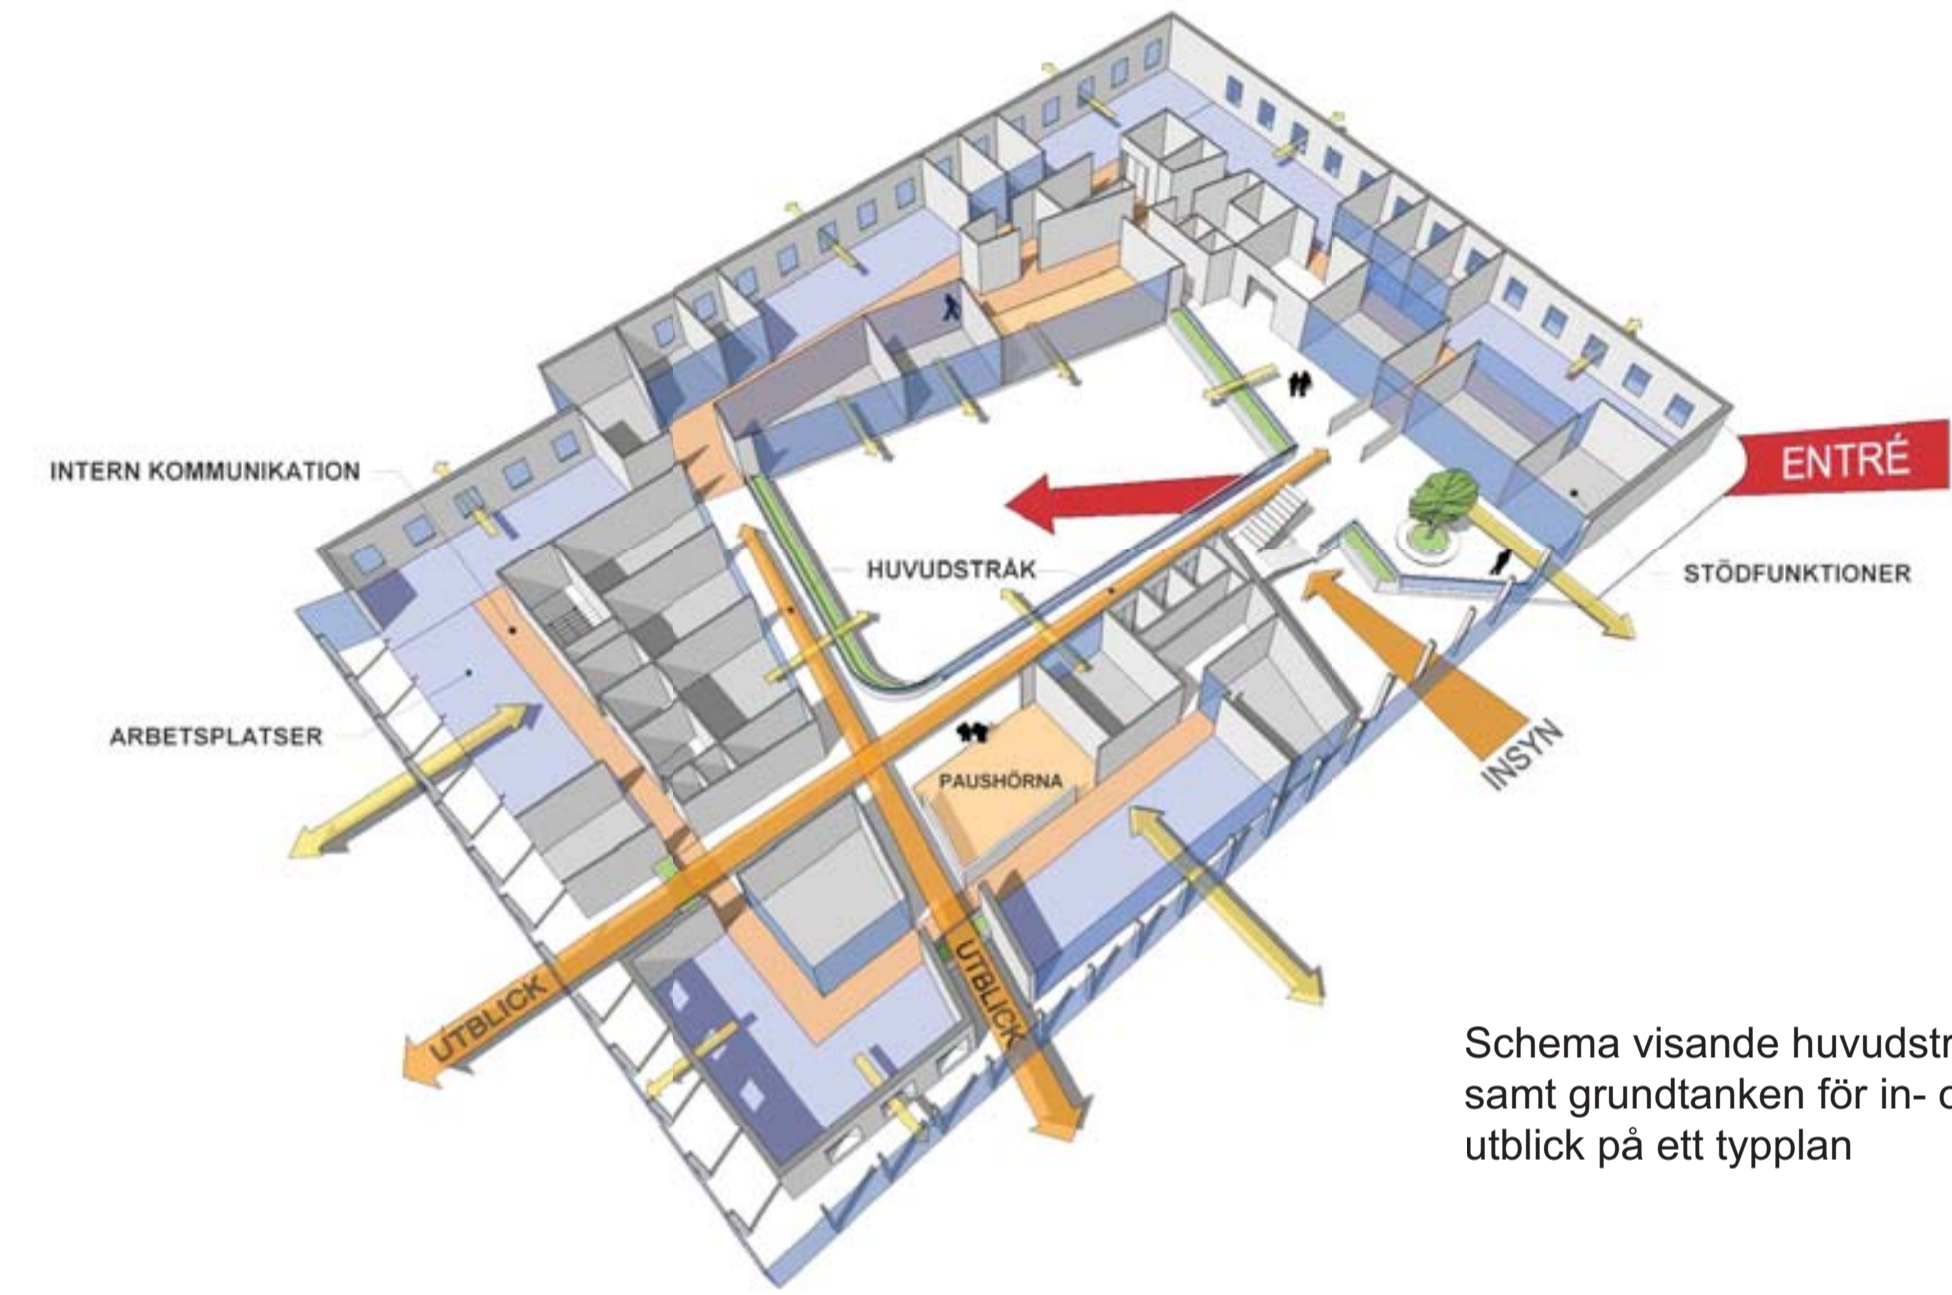 INTERN KOMMUNIKATION
ENTRÉ
HUVUDSTRÅK
STÖDFUNKTIONER
ARBETSPLATSER
PAUSHÖRNA
INSYN
UTBLICK
UTBLICK
Schema visande
samt grundtanken för in-
utblick på ett typplan